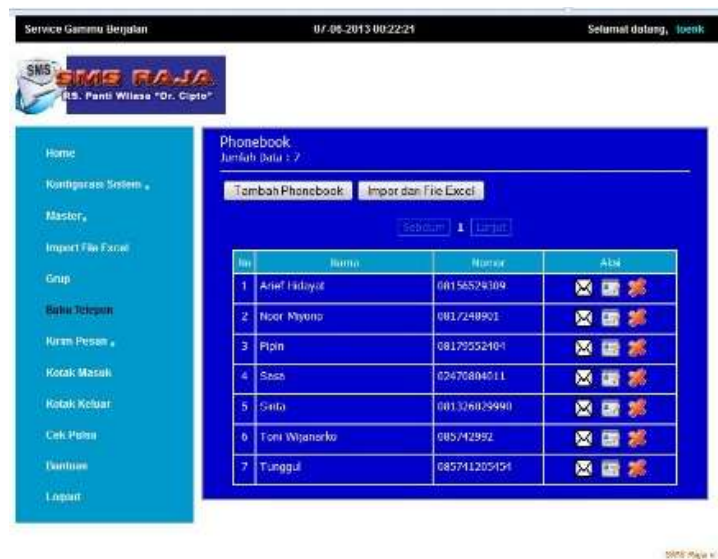 Service Gammu Berjalan 07-06-2013 00:22:21 Selamat datang, toenk
SMS
SMS RAJA
RS. Panti Wilasa "Dr. Cipto"
Home
Konfigurasi Sistem
Master
Import File Excel
Grup
Buku Telepon
Kirim Pesan
Kotak Masuk
Kotak Keluar
Cek Pulsa
Bantuan
Logout
Phonebook
Jumlah Data : 7
Tambah Phonebook Impor dari File Excel
Sebelum 1 Lanjut
No Nama Nomor Aksi
1 Arief Hidayat 08156529309
2 Noor Miyono 0817248901
3 Pipin 08179552404
4 Sasa 02470804011
5 Sinta 081326029990
6 Toni Wijanarko 085742992
7 Tunggul 085741205454